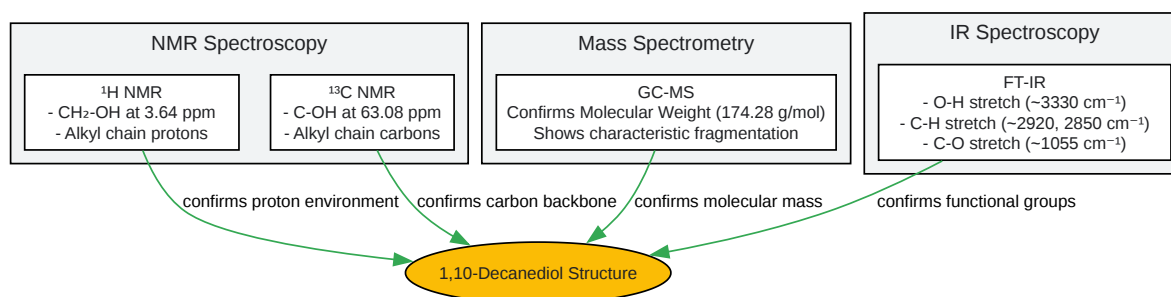 NMR Spectroscopy
¹H NMR
- CH₂-OH at 3.64 ppm
- Alkyl chain protons
¹³C NMR
- C-OH at 63.08 ppm
- Alkyl chain carbons
Mass Spectrometry
GC-MS
Confirms Molecular Weight (174.28 g/mol)
Shows characteristic fragmentation
IR Spectroscopy
FT-IR
- O-H stretch (~3330 cm⁻¹)
- C-H stretch (~2920, 2850 cm⁻¹)
- C-O stretch (~1055 cm⁻¹)
confirms proton environment
confirms carbon backbone
confirms molecular mass
confirms functional groups
1,10-Decanediol Structure